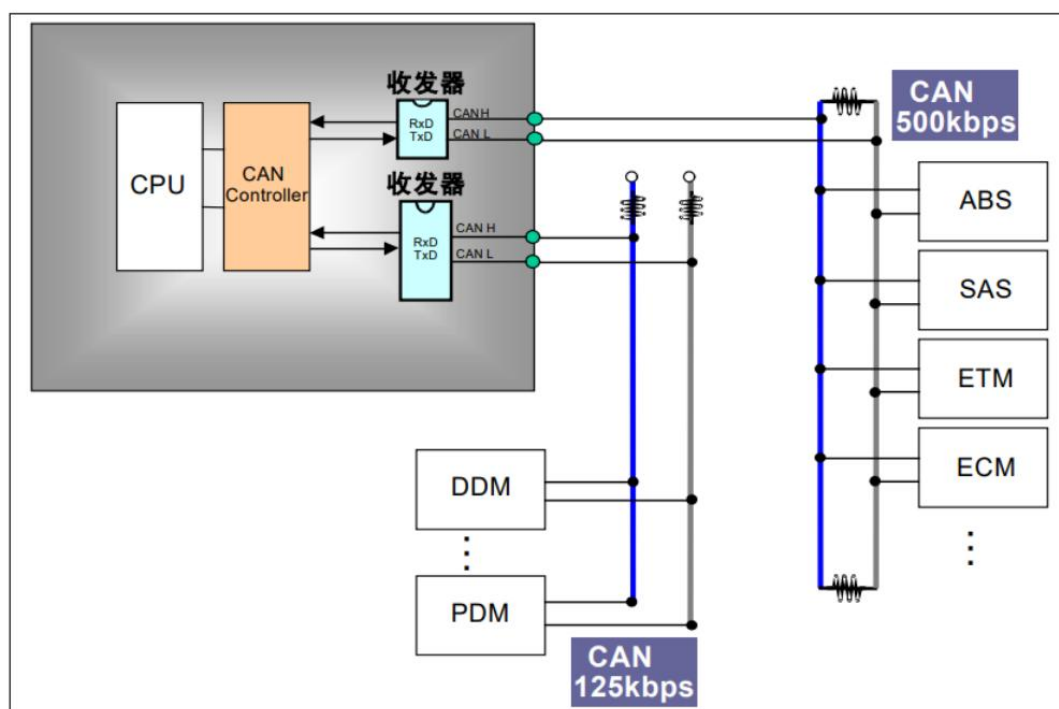 收发器
CAN H
RxD
TxD
CAN L
CPU
CAN
Controller
收发器
CAN H
RxD
TxD
CAN L
CAN
500kbps
ABS
SAS
ETM
ECM
⋮
DDM
⋮
PDM
CAN
125kbps